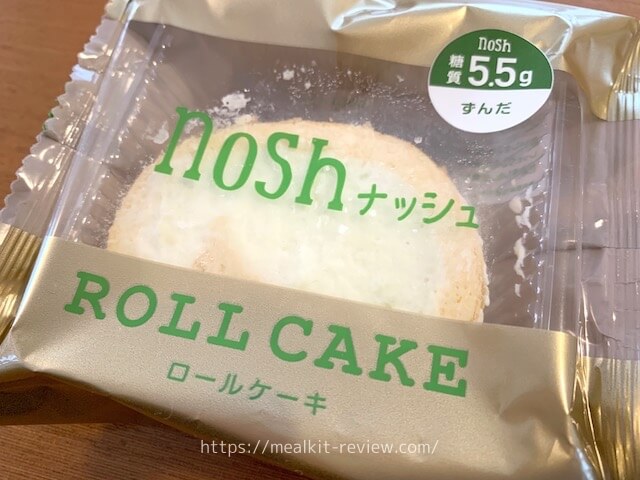 nosh
糖質 5.5g
ずんだ
nosh ナッシュ
ROLL CAKE
ロールケーキ
https://mealkit-review.com/